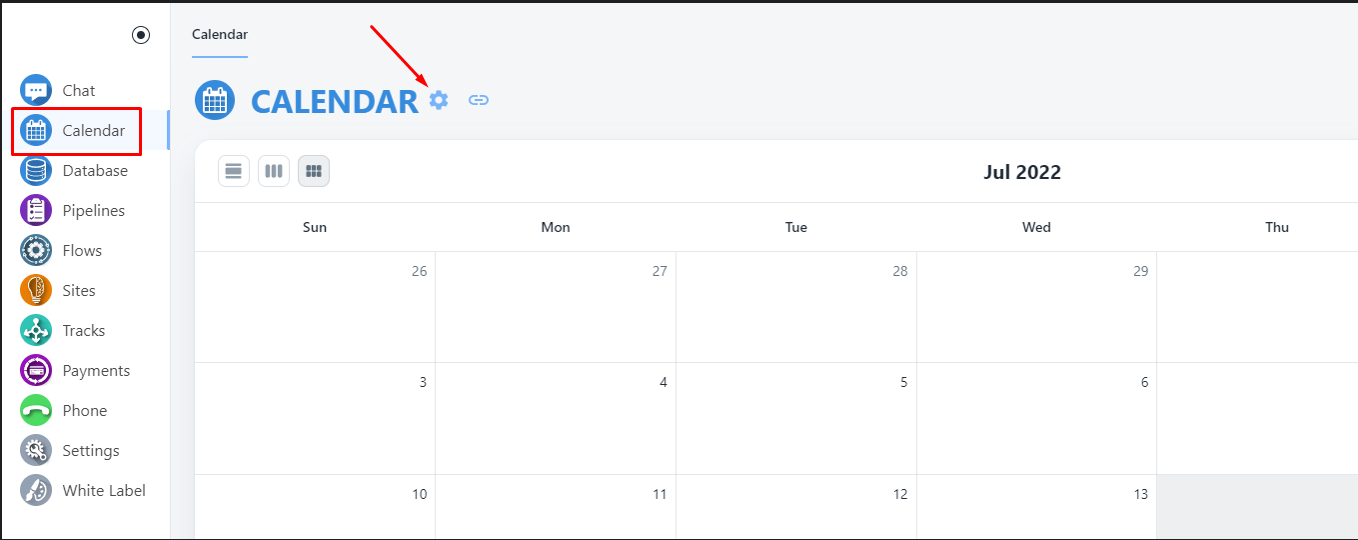 Calendar
Chat
Calendar
Database
Pipelines
Flows
Sites
Tracks
Payments
Phone
Settings
White Label
CALENDAR
Jul 2022
Sun Mon Tue Wed Thu
26 27 28 29
3 4 5 6
10 11 12 13